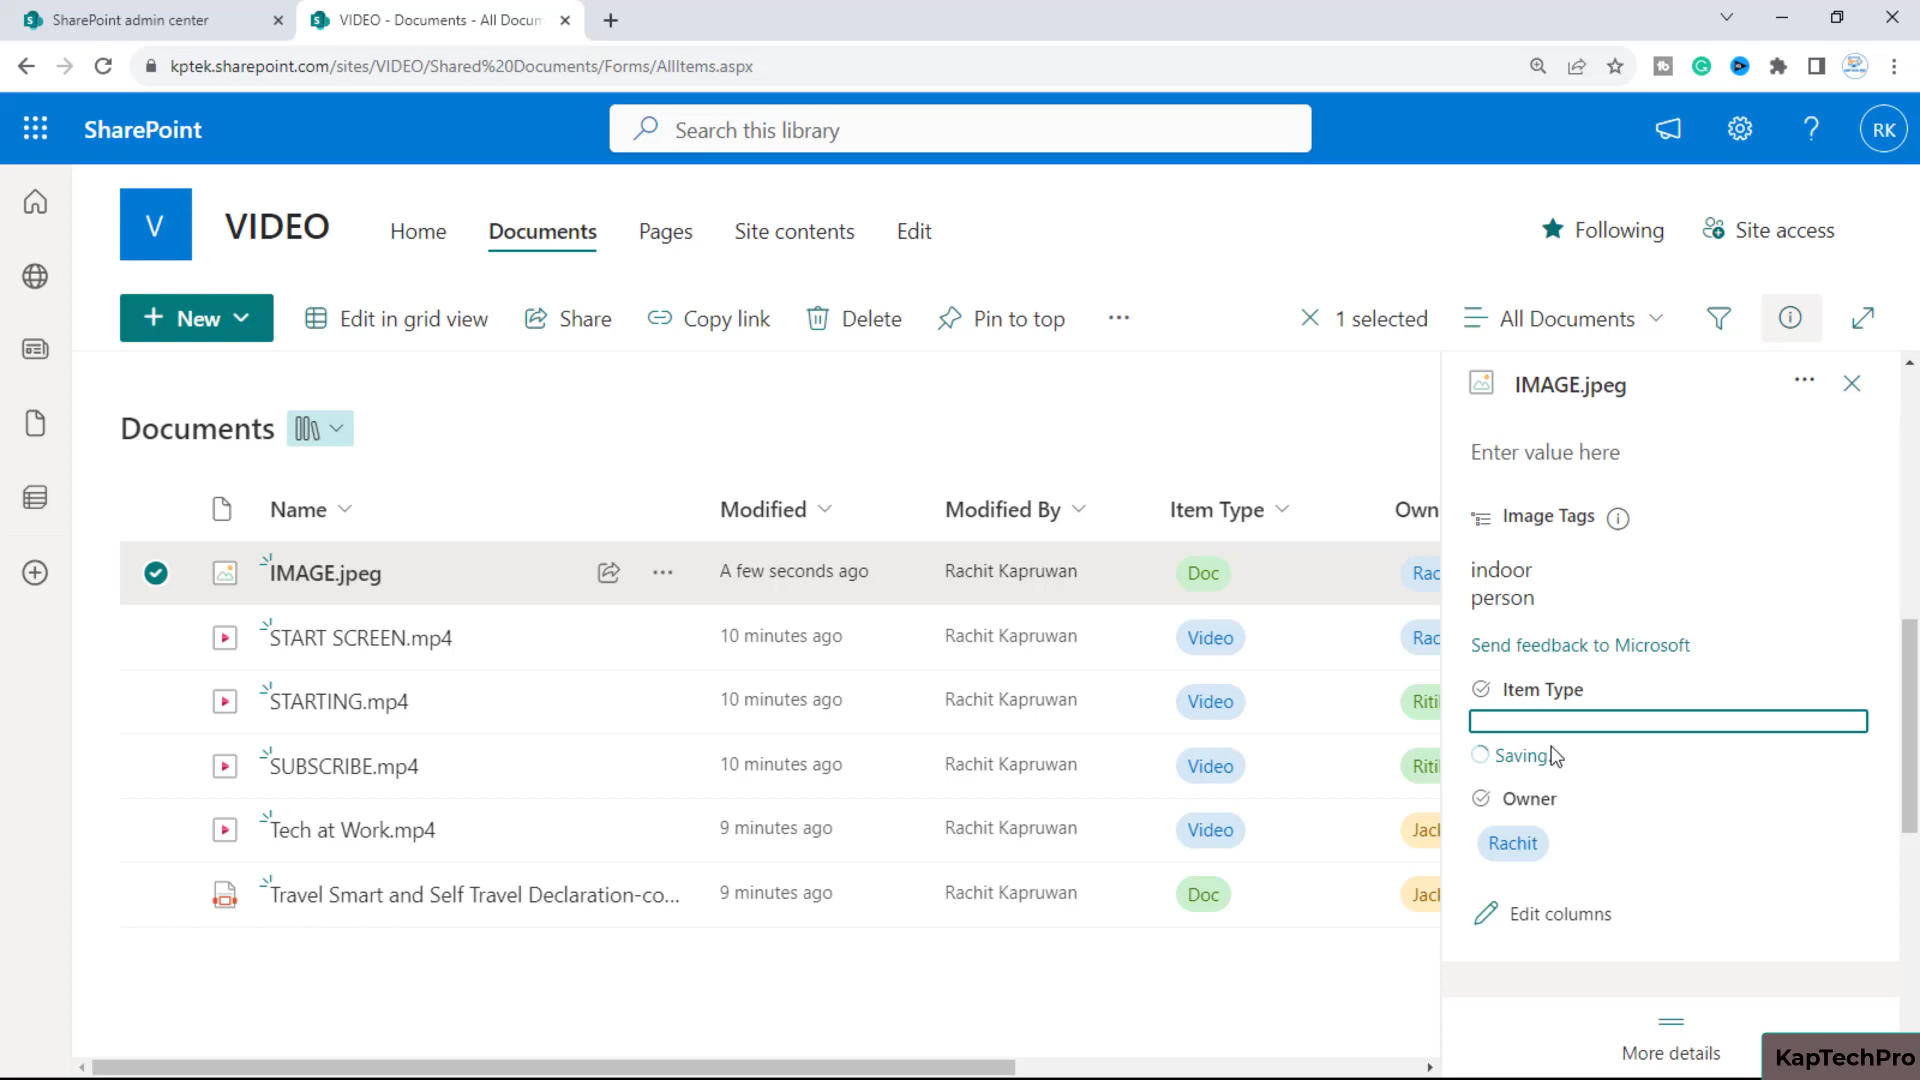 SharePoint admin center
VIDEO - Documents - All Docum
kptek.sharepoint.com/sites/VIDEO/Shared%20Documents/Forms/AllItems.aspx
SharePoint
Search this library
RK
V
VIDEO
Home
Documents
Pages
Site contents
Edit
Following
Site access
New
Edit in grid view
Share
Copy link
Delete
Pin to top
1 selected
All Documents
Documents
Name
Modified
Modified By
Item Type
Own
IMAGE.jpeg
A few seconds ago
Rachit Kapruwan
Doc
Rac
START SCREEN.mp4
10 minutes ago
Rachit Kapruwan
Video
Rac
STARTING.mp4
10 minutes ago
Rachit Kapruwan
Video
Riti
SUBSCRIBE.mp4
10 minutes ago
Rachit Kapruwan
Video
Riti
Tech at Work.mp4
9 minutes ago
Rachit Kapruwan
Video
Jack
Travel Smart and Self Travel Declaration-co...
9 minutes ago
Rachit Kapruwan
Doc
Jack
IMAGE.jpeg
Enter value here
Image Tags
indoor
person
Send feedback to Microsoft
Item Type
Saving
Owner
Rachit
Edit columns
More details
KapTechPro